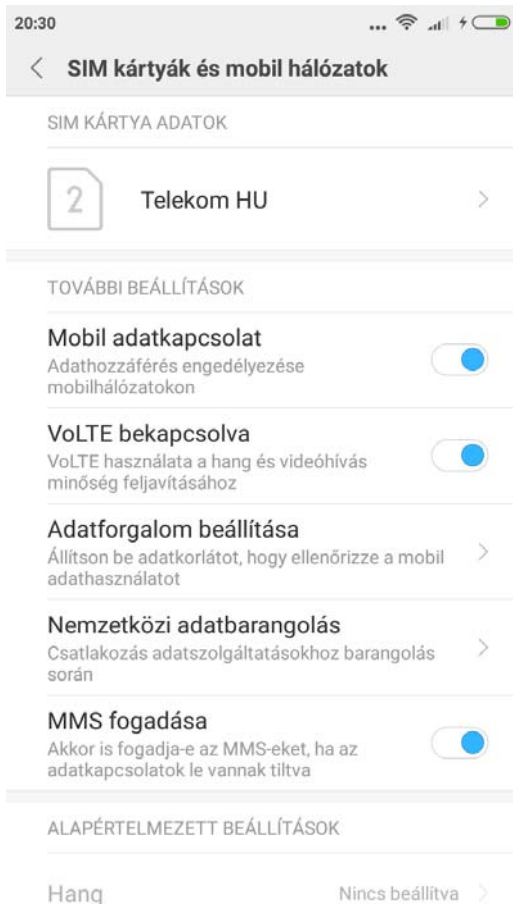 20:30
SIM kártyák és mobil hálózatok
SIM KÁRTYA ADATOK
2 Telekom HU
TOVÁBBI BEÁLLÍTÁSOK
Mobil adatkapcsolat
Adathozzáférés engedélyezése
mobilhálózatokon
VoLTE bekapcsolva
VoLTE használata a hang és videóhívás
minőség feljavításához
Adatforgalom beállítása
Állítson be adatkorlátot, hogy ellenőrizze a mobil
adathasználatot
Nemzetközi adatbarangolás
Csatlakozás adatszolgáltatásokhoz barangolás
során
MMS fogadása
Akkor is fogadja-e az MMS-eket, ha az
adatkapcsolatok le vannak tiltva
ALAPÉRTELMEZETT BEÁLLÍTÁSOK
Hang Nincs beállítva